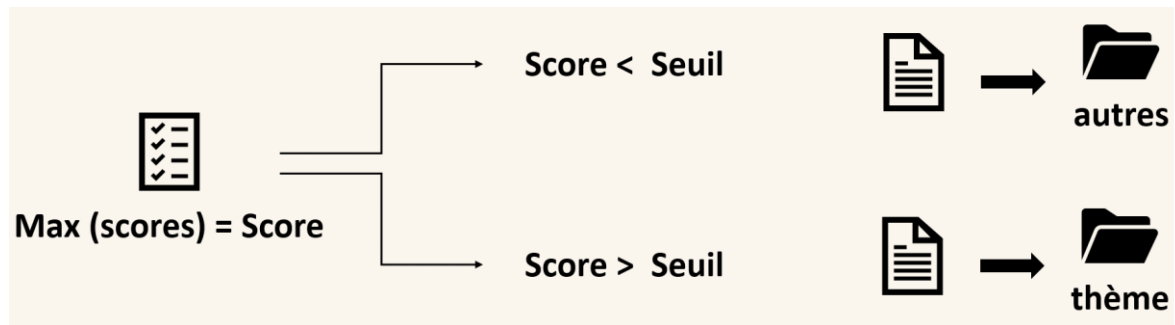 Score < Seuil
autres
Max (scores) = Score
Score > Seuil
thème